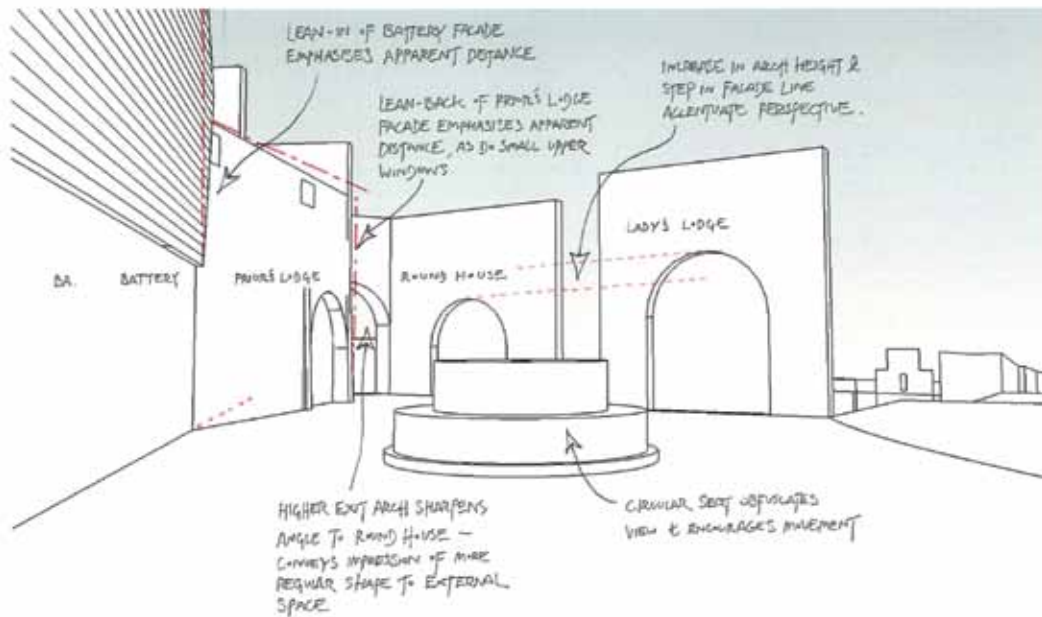 LEAN-IN OF BATTERY FACADE
EMPHASISES APPARENT DISTANCE
LEAN-BACK OF PRIOR'S LODGE
FACADE EMPHASIZES APPARENT
DISTANCE, AS DO SMALL UPPER
WINDOWS
INCREASE IN ARCH HEIGHT &
STEP IN FACADE LINE
ACCENTUATE PERSPECTIVE.
BA. BATTERY
PRIOR'S LODGE
ROUND HOUSE
LADY'S LODGE
HIGHER EXIT ARCH SHARPENS
ANGLE TO ROUND HOUSE –
CONVEYS IMPRESSION OF MORE
REGULAR SHAPE TO EXTERNAL
SPACE
CIRCULAR SEAT OBFUSCATES
VIEW & ENCOURAGES MOVEMENT